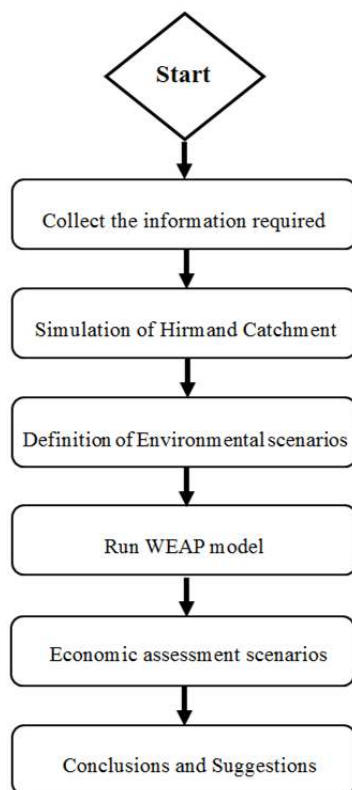 Start
Collect the information required
Simulation of Hirmand Catchment
Definition of Environmental scenarios
Run WEAP model
Economic assessment scenarios
Conclusions and Suggestions